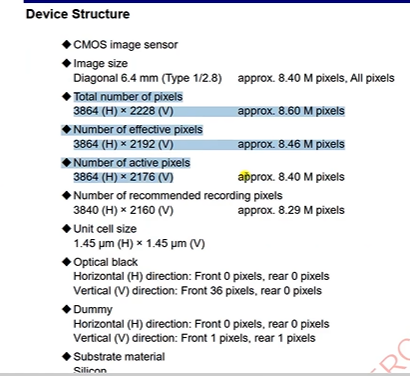 Device Structure
◆ CMOS image sensor
◆ Image size
Diagonal 6.4 mm (Type 1/2.8) approx. 8.40 M pixels, All pixels
◆ Total number of pixels
3864 (H) × 2228 (V) approx. 8.60 M pixels
◆ Number of effective pixels
3864 (H) × 2192 (V) approx. 8.46 M pixels
◆ Number of active pixels
3864 (H) × 2176 (V) approx. 8.40 M pixels
◆ Number of recommended recording pixels
3840 (H) × 2160 (V) approx. 8.29 M pixels
◆ Unit cell size
1.45 μm (H) × 1.45 μm (V)
◆ Optical black
Horizontal (H) direction: Front 0 pixels, rear 0 pixels
Vertical (V) direction: Front 36 pixels, rear 0 pixels
◆ Dummy
Horizontal (H) direction: Front 0 pixels, rear 0 pixels
Vertical (V) direction: Front 1 pixels, rear 1 pixels
◆ Substrate material
Silicon